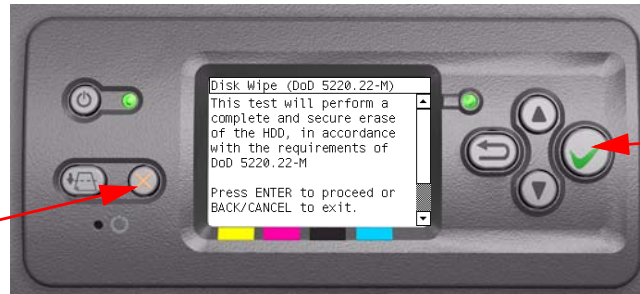 Disk Wipe (DoD 5220.22-M)
This test will perform a
complete and secure erase
of the HDD, in accordance
with the requirements of
DoD 5220.22-M
Press ENTER to proceed or
BACK/CANCEL to exit.